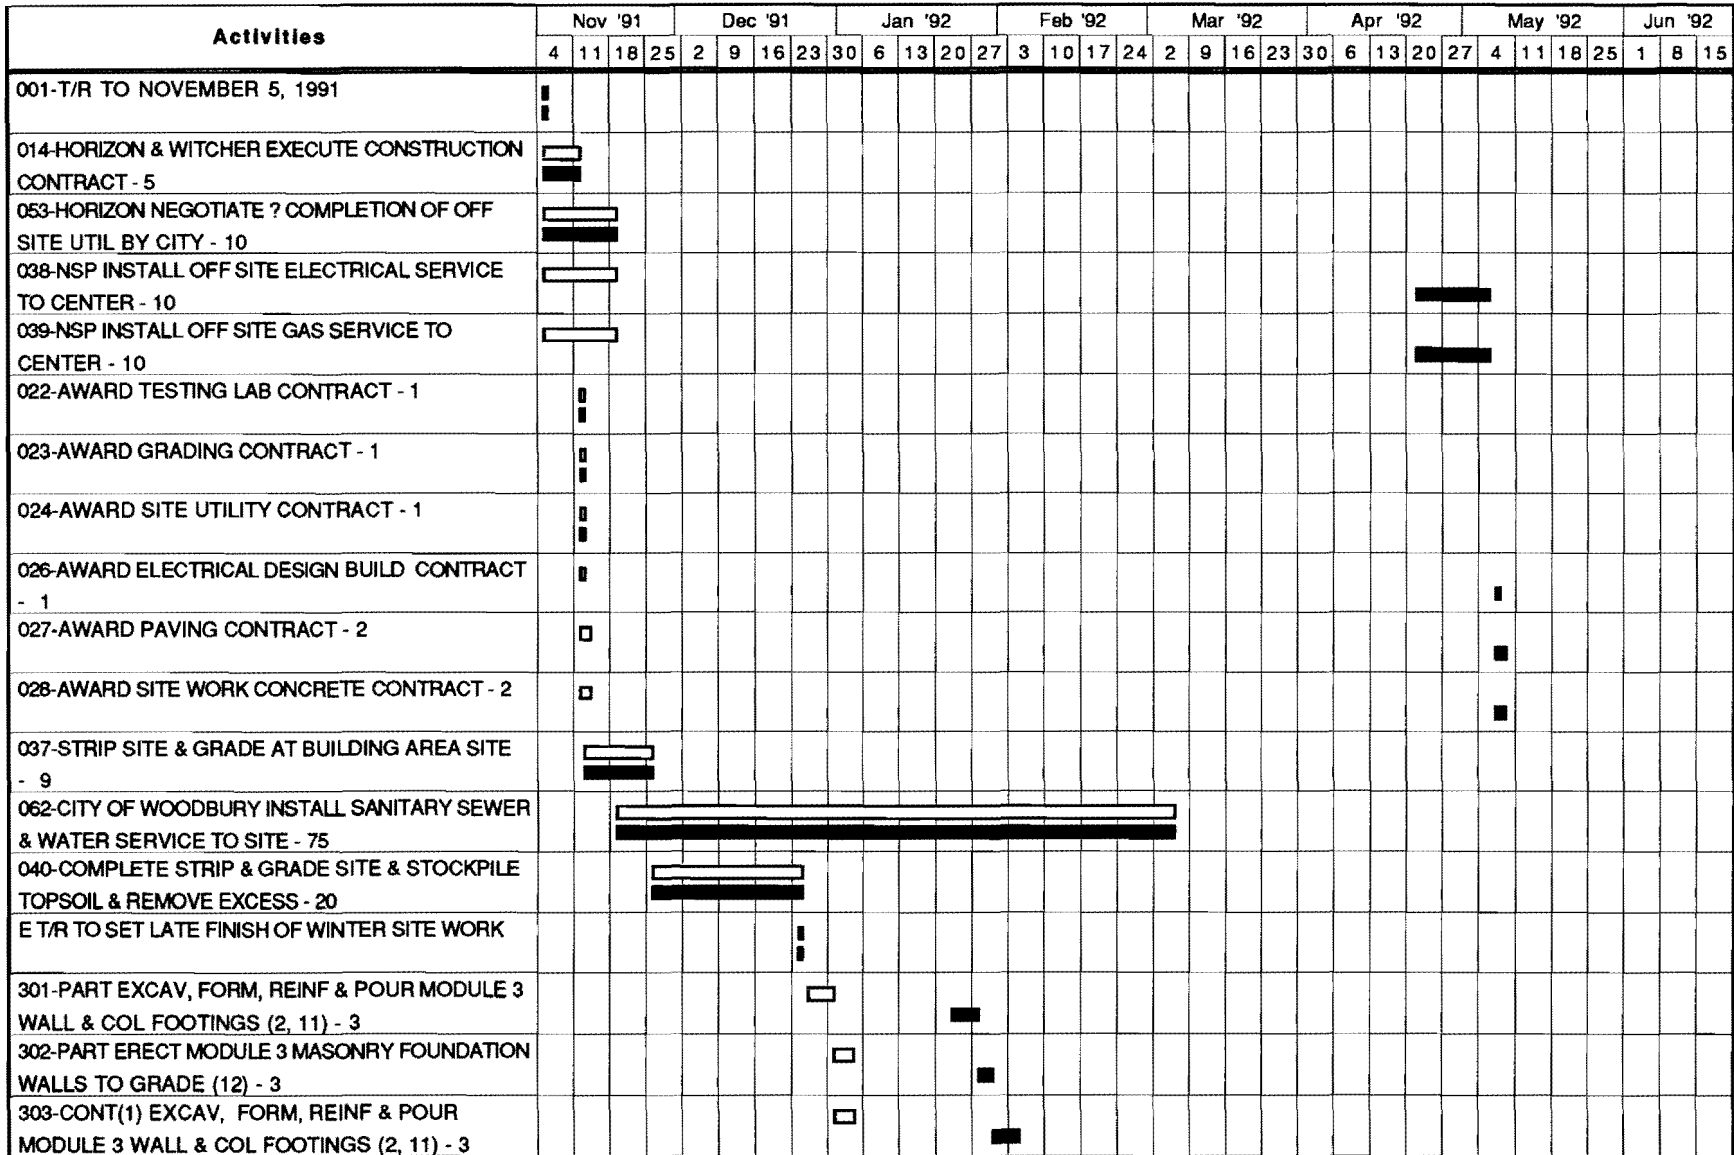 Activities
Nov '91 Dec '91 Jan '92 Feb '92 Mar '92 Apr '92 May '92 Jun '92
4 11 18 25 2 9 16 23 30 6 13 20 27 3 10 17 24 2 9 16 23 30 6 13 20 27 4 11 18 25 1 8 15
001-T/R TO NOVEMBER 5, 1991
014-HORIZON & WITCHER EXECUTE CONSTRUCTION
CONTRACT - 5
053-HORIZON NEGOTIATE ? COMPLETION OF OFF
SITE UTIL BY CITY - 10
038-NSP INSTALL OFF SITE ELECTRICAL SERVICE
TO CENTER - 10
039-NSP INSTALL OFF SITE GAS SERVICE TO
CENTER - 10
022-AWARD TESTING LAB CONTRACT - 1
023-AWARD GRADING CONTRACT - 1
024-AWARD SITE UTILITY CONTRACT - 1
026-AWARD ELECTRICAL DESIGN BUILD CONTRACT
- 1
027-AWARD PAVING CONTRACT - 2
028-AWARD SITE WORK CONCRETE CONTRACT - 2
037-STRIP SITE & GRADE AT BUILDING AREA SITE
- 9
062-CITY OF WOODBURY INSTALL SANITARY SEWER
& WATER SERVICE TO SITE - 75
040-COMPLETE STRIP & GRADE SITE & STOCKPILE
TOPSOIL & REMOVE EXCESS - 20
E T/R TO SET LATE FINISH OF WINTER SITE WORK
301-PART EXCAV, FORM, REINF & POUR MODULE 3
WALL & COL FOOTINGS (2, 11) - 3
302-PART ERECT MODULE 3 MASONRY FOUNDATION
WALLS TO GRADE (12) - 3
303-CONT(1) EXCAV, FORM, REINF & POUR
MODULE 3 WALL & COL FOOTINGS (2, 11) - 3